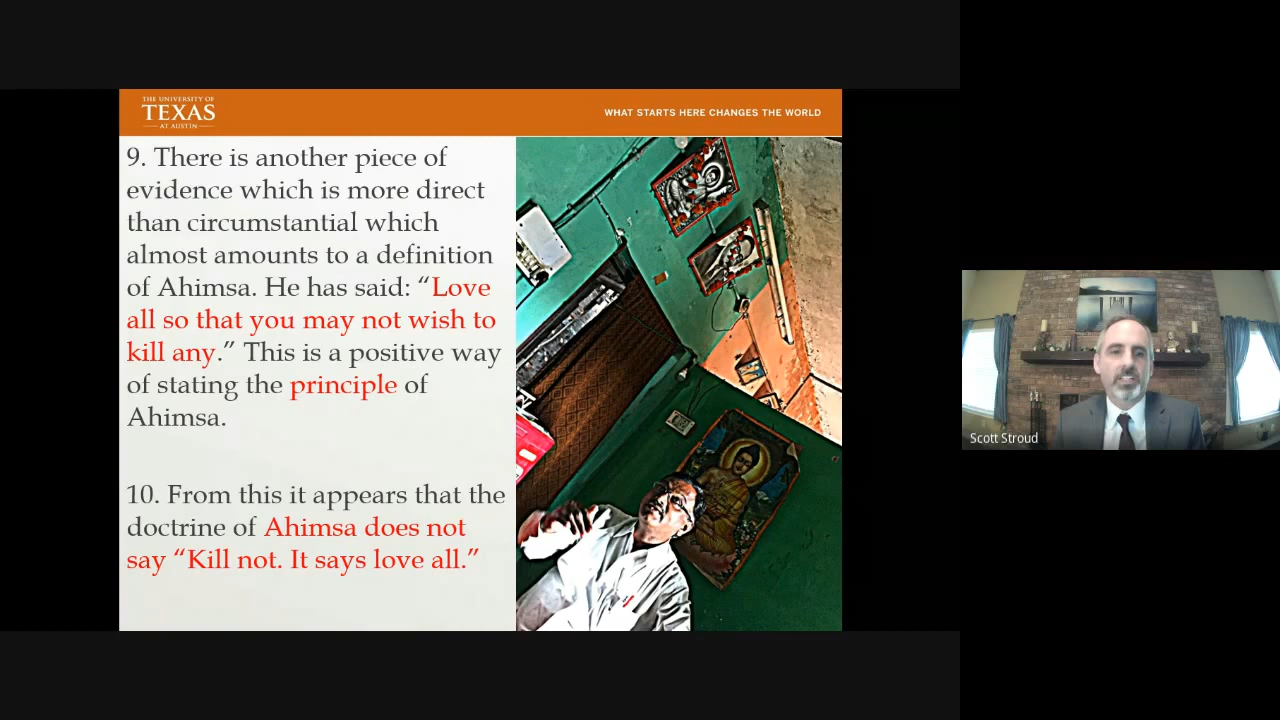 THE UNIVERSITY OF
TEXAS
AT AUSTIN
WHAT STARTS HERE CHANGES THE WORLD
9. There is another piece of
evidence which is more direct
than circumstantial which
almost amounts to a definition
of Ahimsa. He has said: “Love
all so that you may not wish to
kill any.” This is a positive way
of stating the principle of
Ahimsa.
10. From this it appears that the
doctrine of Ahimsa does not
say “Kill not. It says love all.”
Scott Stroud